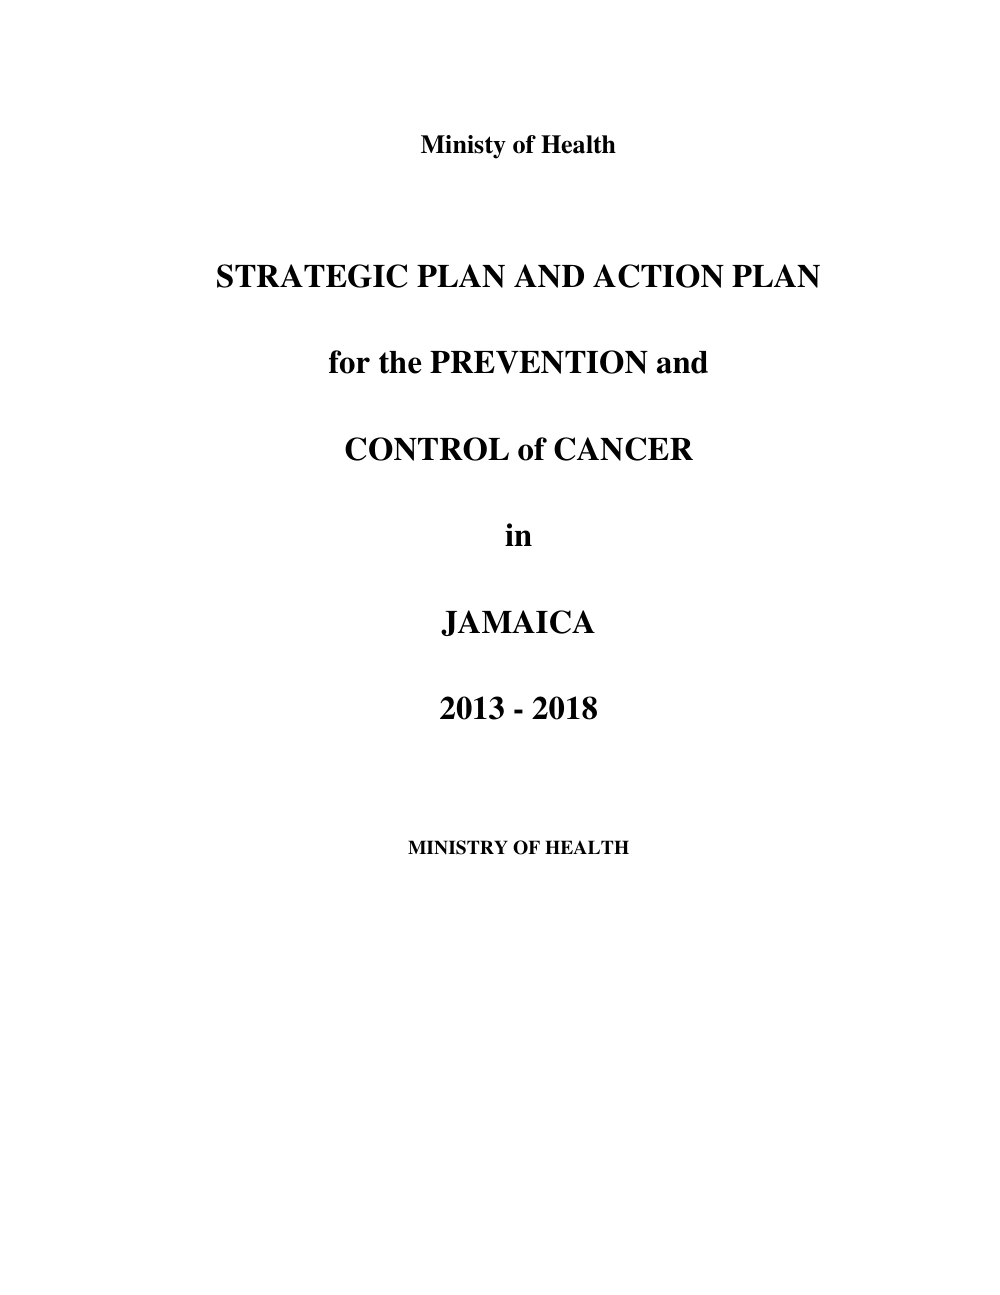 Ministy of Health
STRATEGIC PLAN AND ACTION PLAN
for the PREVENTION and
CONTROL of CANCER
in
JAMAICA
2013 - 2018
MINISTRY OF HEALTH